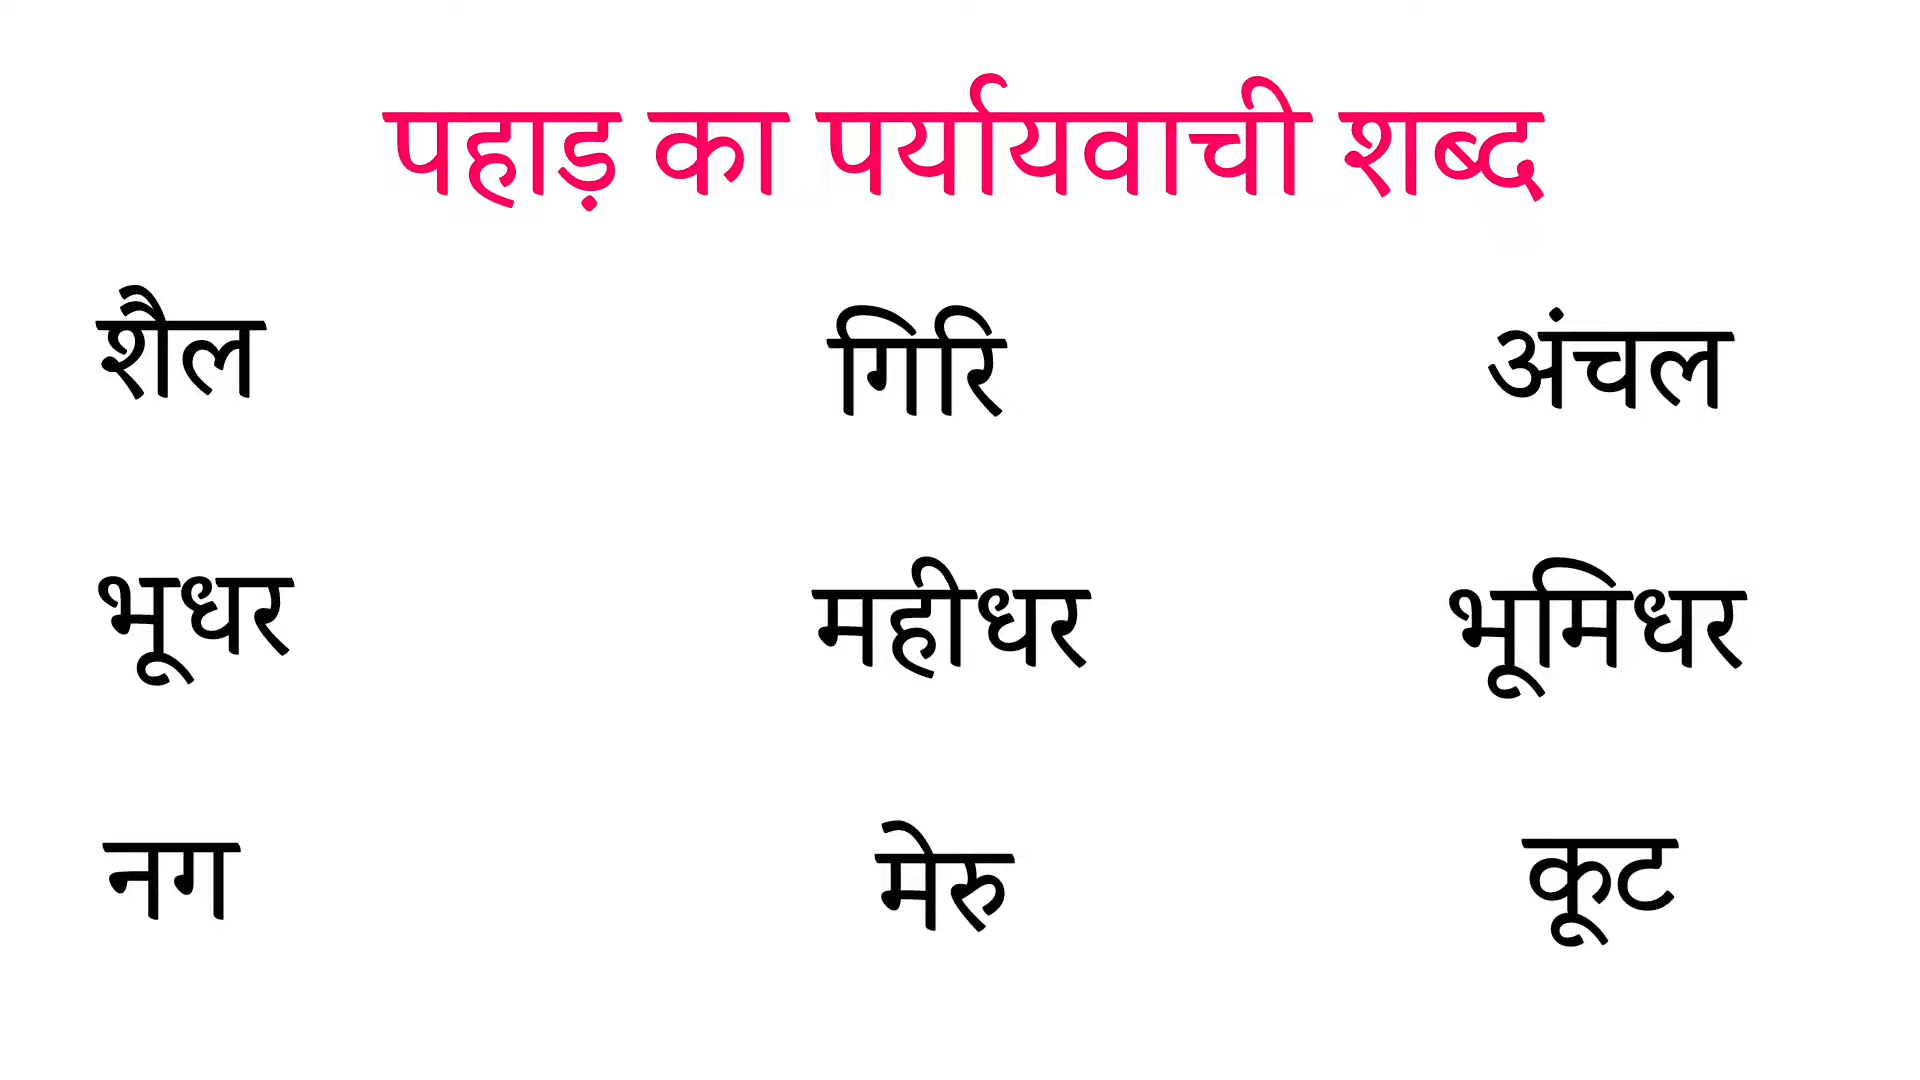 पहाड़ का पर्यायवाची शब्द
शैल गिरि अंचल
भूधर महीधर भूमिधर
नग मेरु कूट